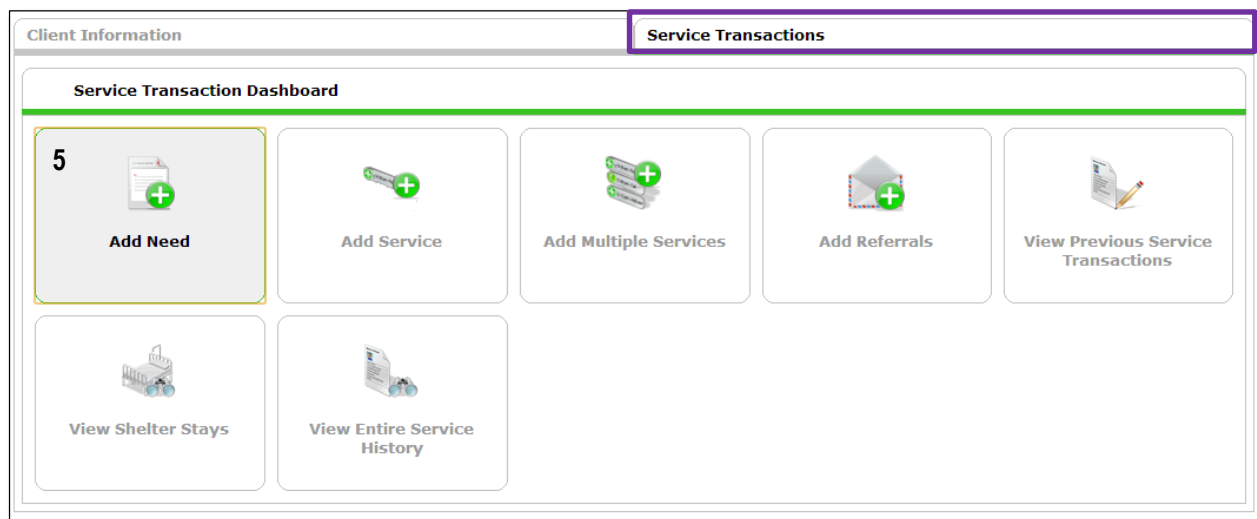 Client Information
Service Transactions
Service Transaction Dashboard
5
Add Need
Add Service
Add Multiple Services
Add Referrals
View Previous Service
Transactions
View Shelter Stays
View Entire Service
History